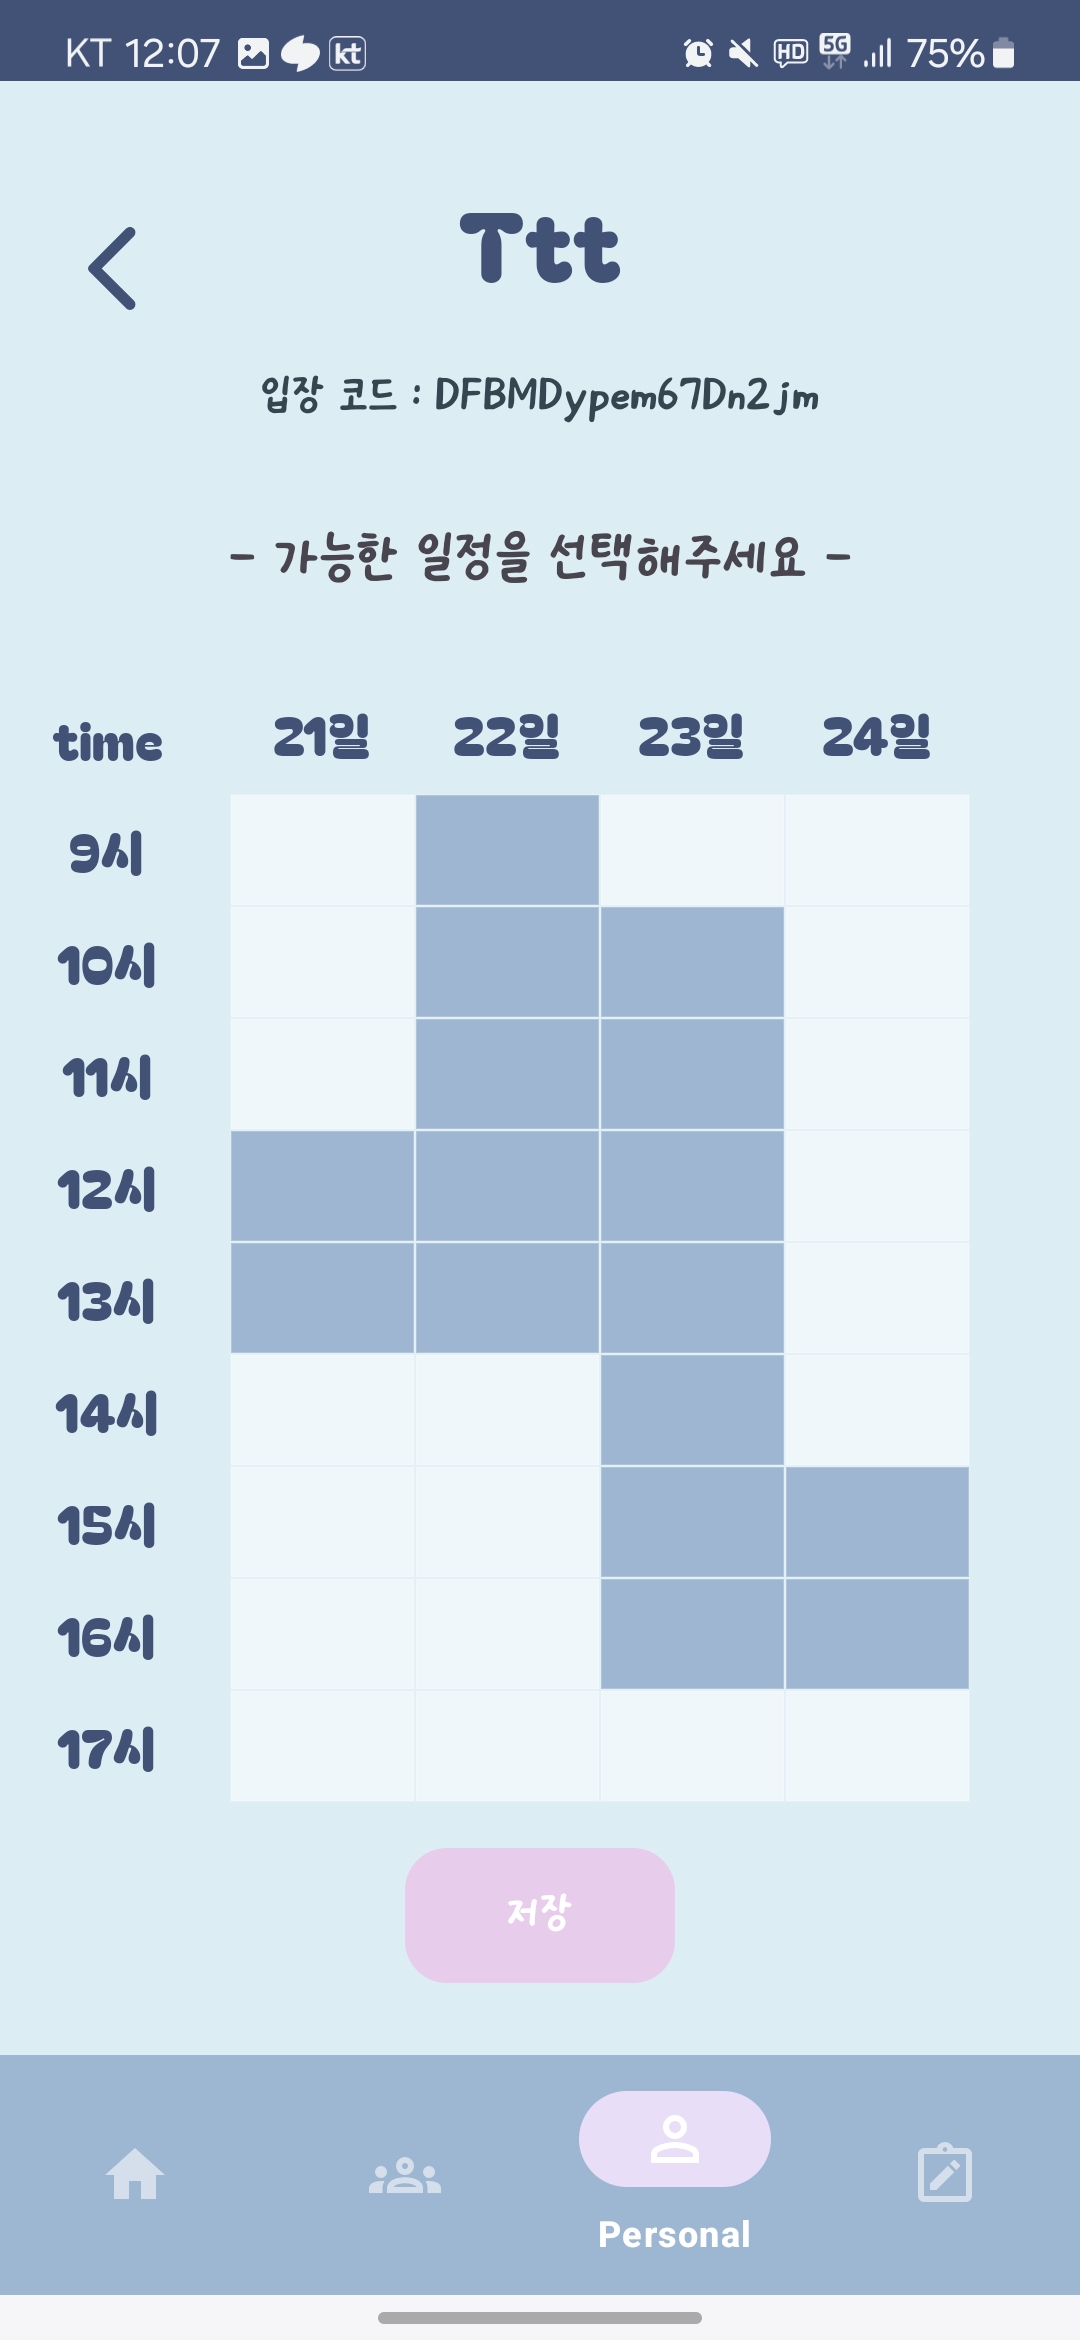 KT 12:07 kt HD 5G 75%
Ttt
입장 코드 : DFBMDypem67Dn2jm
- 가능한 일정을 선택해주세요 -
time 21일 22일 23일 24일
9시
10시
11시
12시
13시
14시
15시
16시
17시
저장
Personal